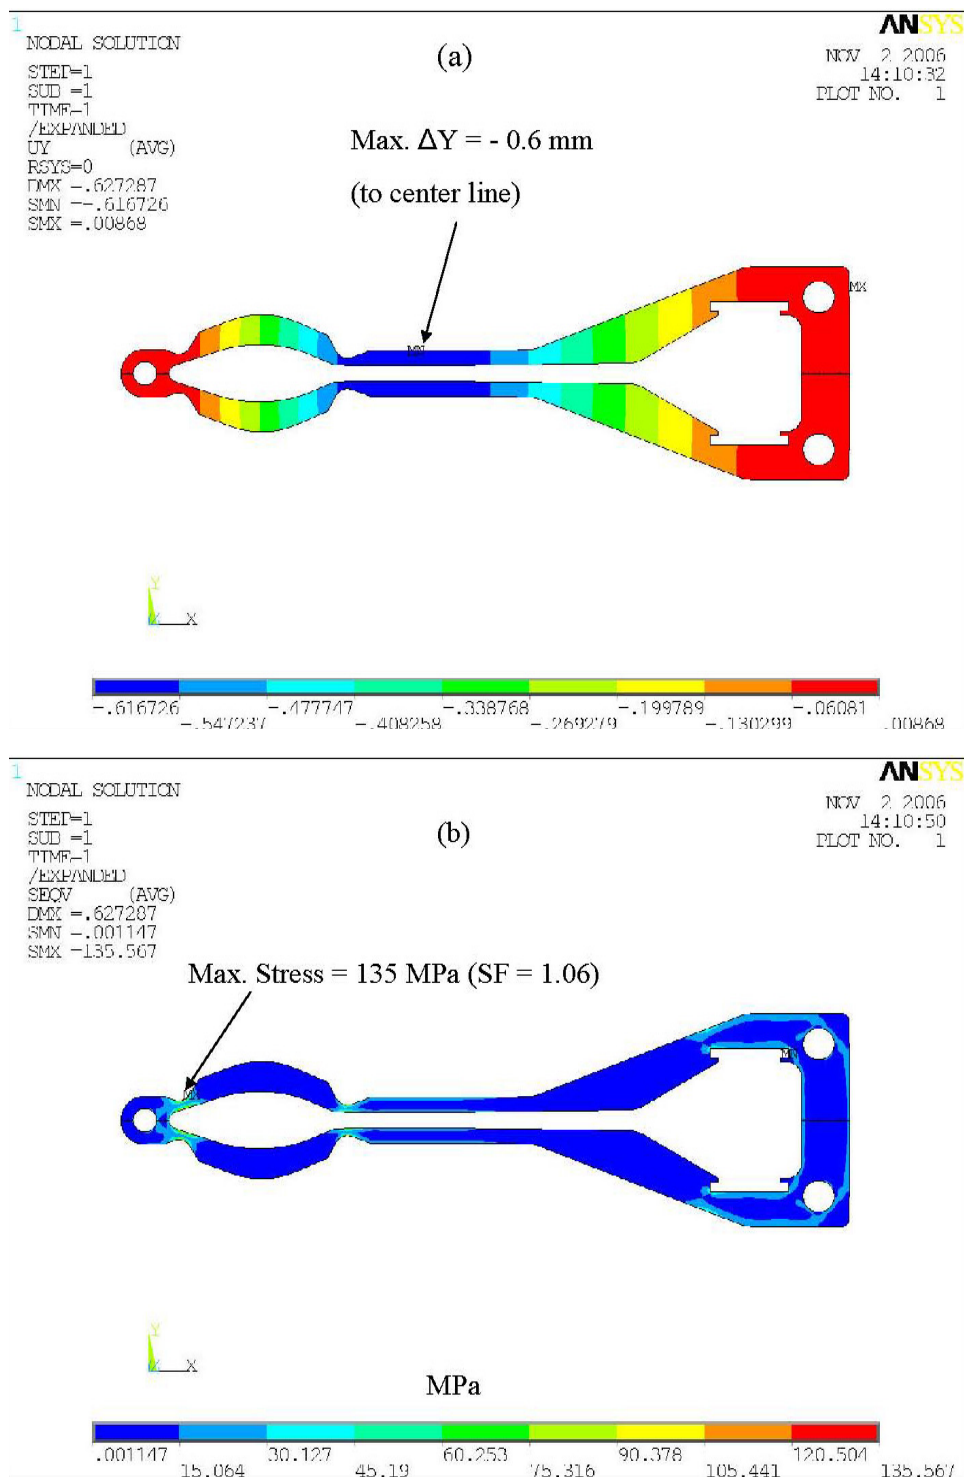 1
ANSYS
NODAL SOLUTION
(a)
NOV 2 2006
STEP=1
14:10:32
SUB =1
PLOT NO. 1
TIME=1
/EXPANDED
Max. ΔY = - 0.6 mm
UY (AVG)
RSYS=0
DMX =.627287
(to center line)
SMN =-.616726
SMX =.00868
MX
MN
Y
X
-.616726
-.547237
-.477747
-.408258
-.338768
-.269279
-.199789
-.130299
-.06081
.00868
1
ANSYS
NODAL SOLUTION
NOV 2 2006
STEP=1
14:10:50
SUB =1
(b)
PLOT NO. 1
TIME=1
/EXPANDED
SEQV (AVG)
DMX =.627287
SMN =.001147
SMX =135.567
Max. Stress = 135 MPa (SF = 1.06)
Y
X
MPa
.001147
15.064
30.127
45.19
60.253
75.316
90.378
105.441
120.504
135.567